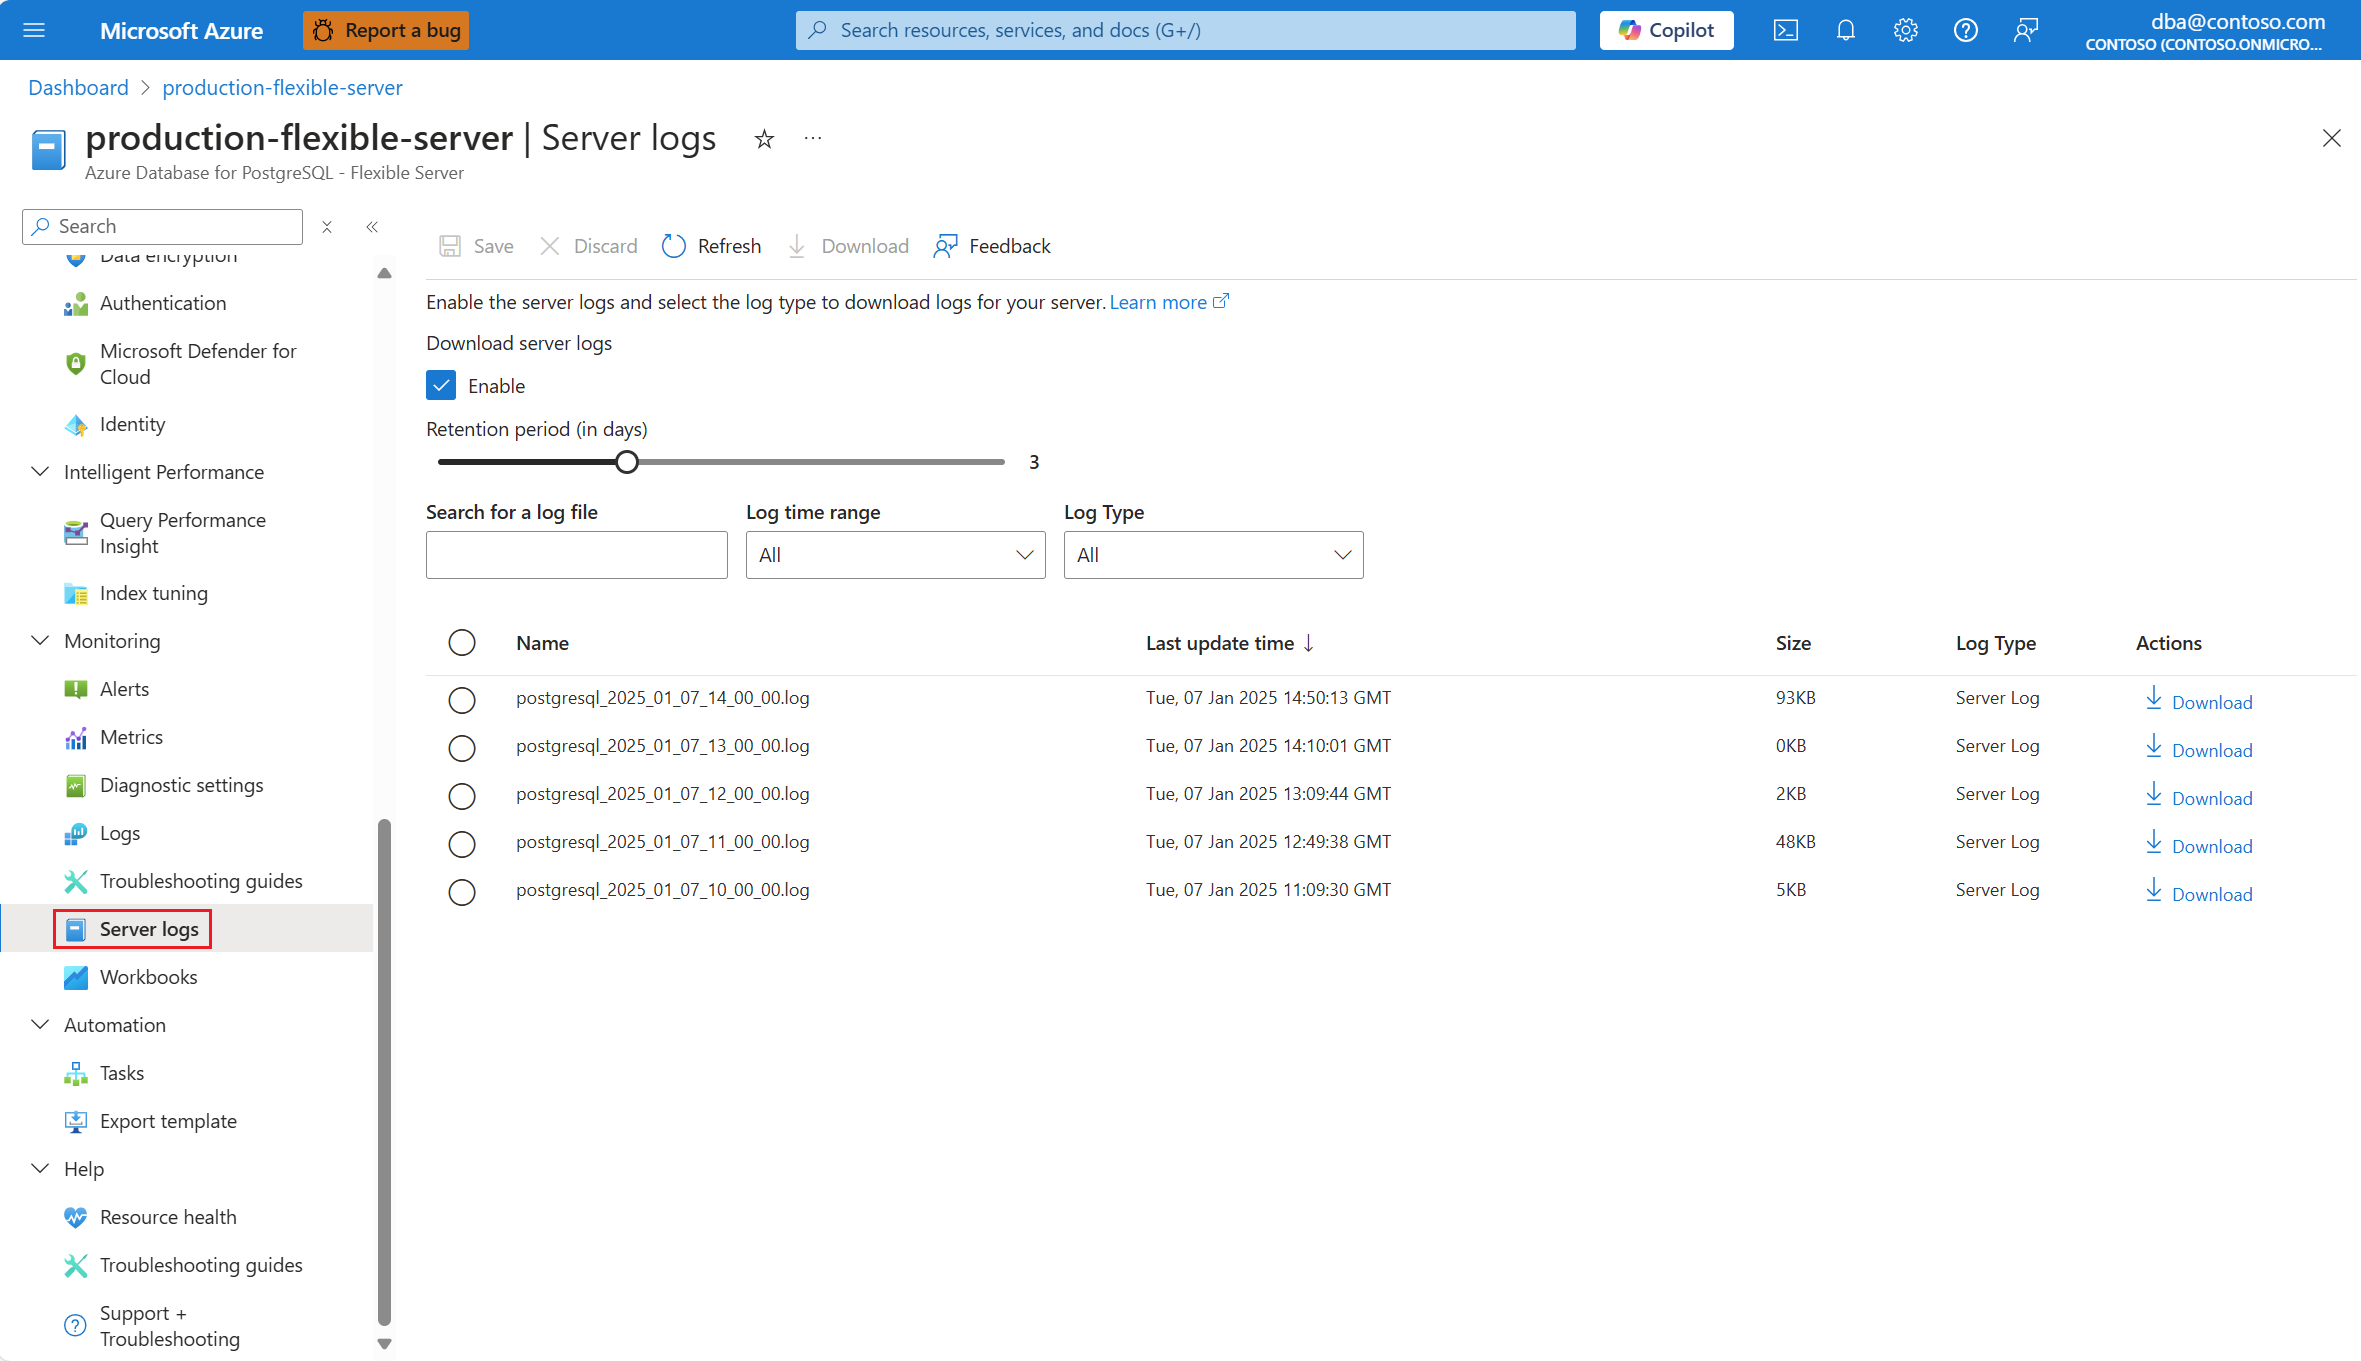 Microsoft Azure
Report a bug
Search resources, services, and docs (G+/)
Copilot
dba@contoso.com
CONTOSO (CONTOSO.ONMICRO...
Dashboard > production-flexible-server
production-flexible-server | Server logs
Azure Database for PostgreSQL - Flexible Server
Search
Data encryption
Authentication
Microsoft Defender for
Cloud
Identity
Intelligent Performance
Query Performance
Insight
Index tuning
Monitoring
Alerts
Metrics
Diagnostic settings
Logs
Troubleshooting guides
Server logs
Workbooks
Automation
Tasks
Export template
Help
Resource health
Troubleshooting guides
Support +
Troubleshooting
Save Discard Refresh Download Feedback
Enable the server logs and select the log type to download logs for your server. Learn more
Download server logs
Enable
Retention period (in days)
3
Search for a log file Log time range Log Type
All All
Name Last update time ↓ Size Log Type Actions
postgresql_2025_01_07_14_00_00.log Tue, 07 Jan 2025 14:50:13 GMT 93KB Server Log Download
postgresql_2025_01_07_13_00_00.log Tue, 07 Jan 2025 14:10:01 GMT 0KB Server Log Download
postgresql_2025_01_07_12_00_00.log Tue, 07 Jan 2025 13:09:44 GMT 2KB Server Log Download
postgresql_2025_01_07_11_00_00.log Tue, 07 Jan 2025 12:49:38 GMT 48KB Server Log Download
postgresql_2025_01_07_10_00_00.log Tue, 07 Jan 2025 11:09:30 GMT 5KB Server Log Download